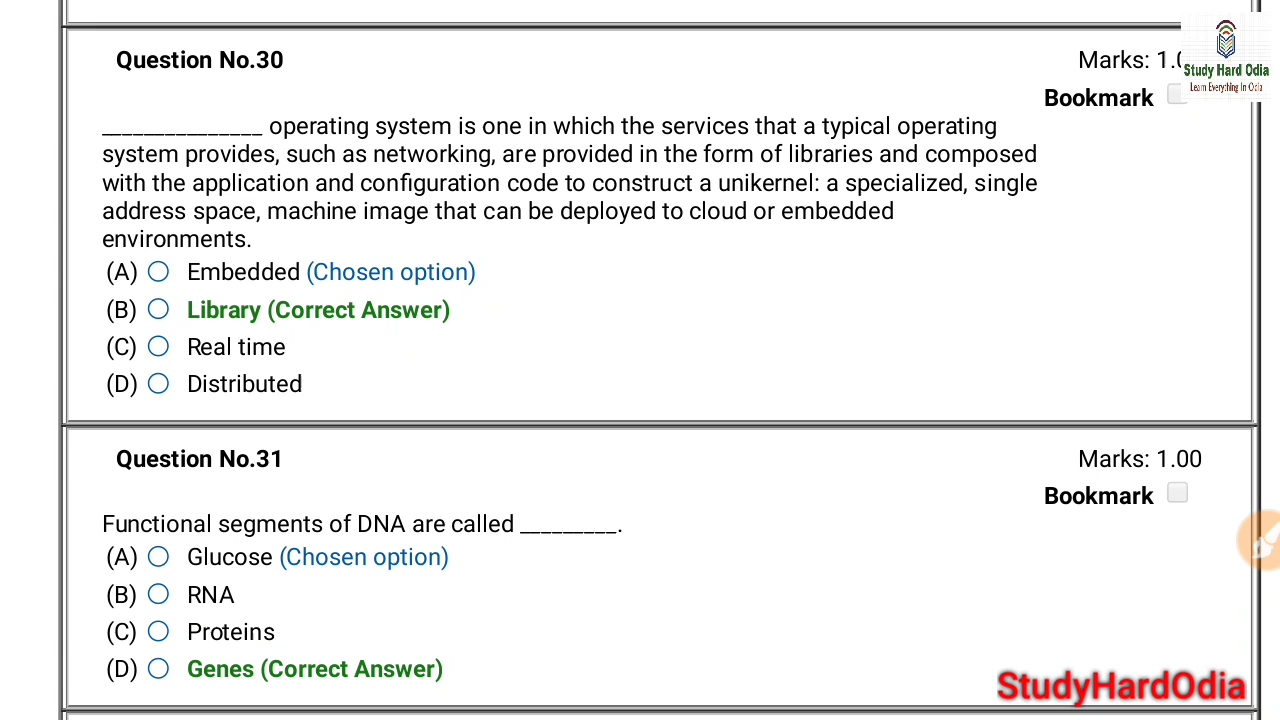 Question No.30
Marks: 1.0
Study Hard Odia
Learn Everything In Odia
Bookmark
_______________ operating system is one in which the services that a typical operating
system provides, such as networking, are provided in the form of libraries and composed
with the application and configuration code to construct a unikernel: a specialized, single
address space, machine image that can be deployed to cloud or embedded
environments.
(A) Embedded (Chosen option)
(B) Library (Correct Answer)
(C) Real time
(D) Distributed
Question No.31
Marks: 1.00
Bookmark
Functional segments of DNA are called _________.
(A) Glucose (Chosen option)
(B) RNA
(C) Proteins
(D) Genes (Correct Answer)
StudyHardOdia